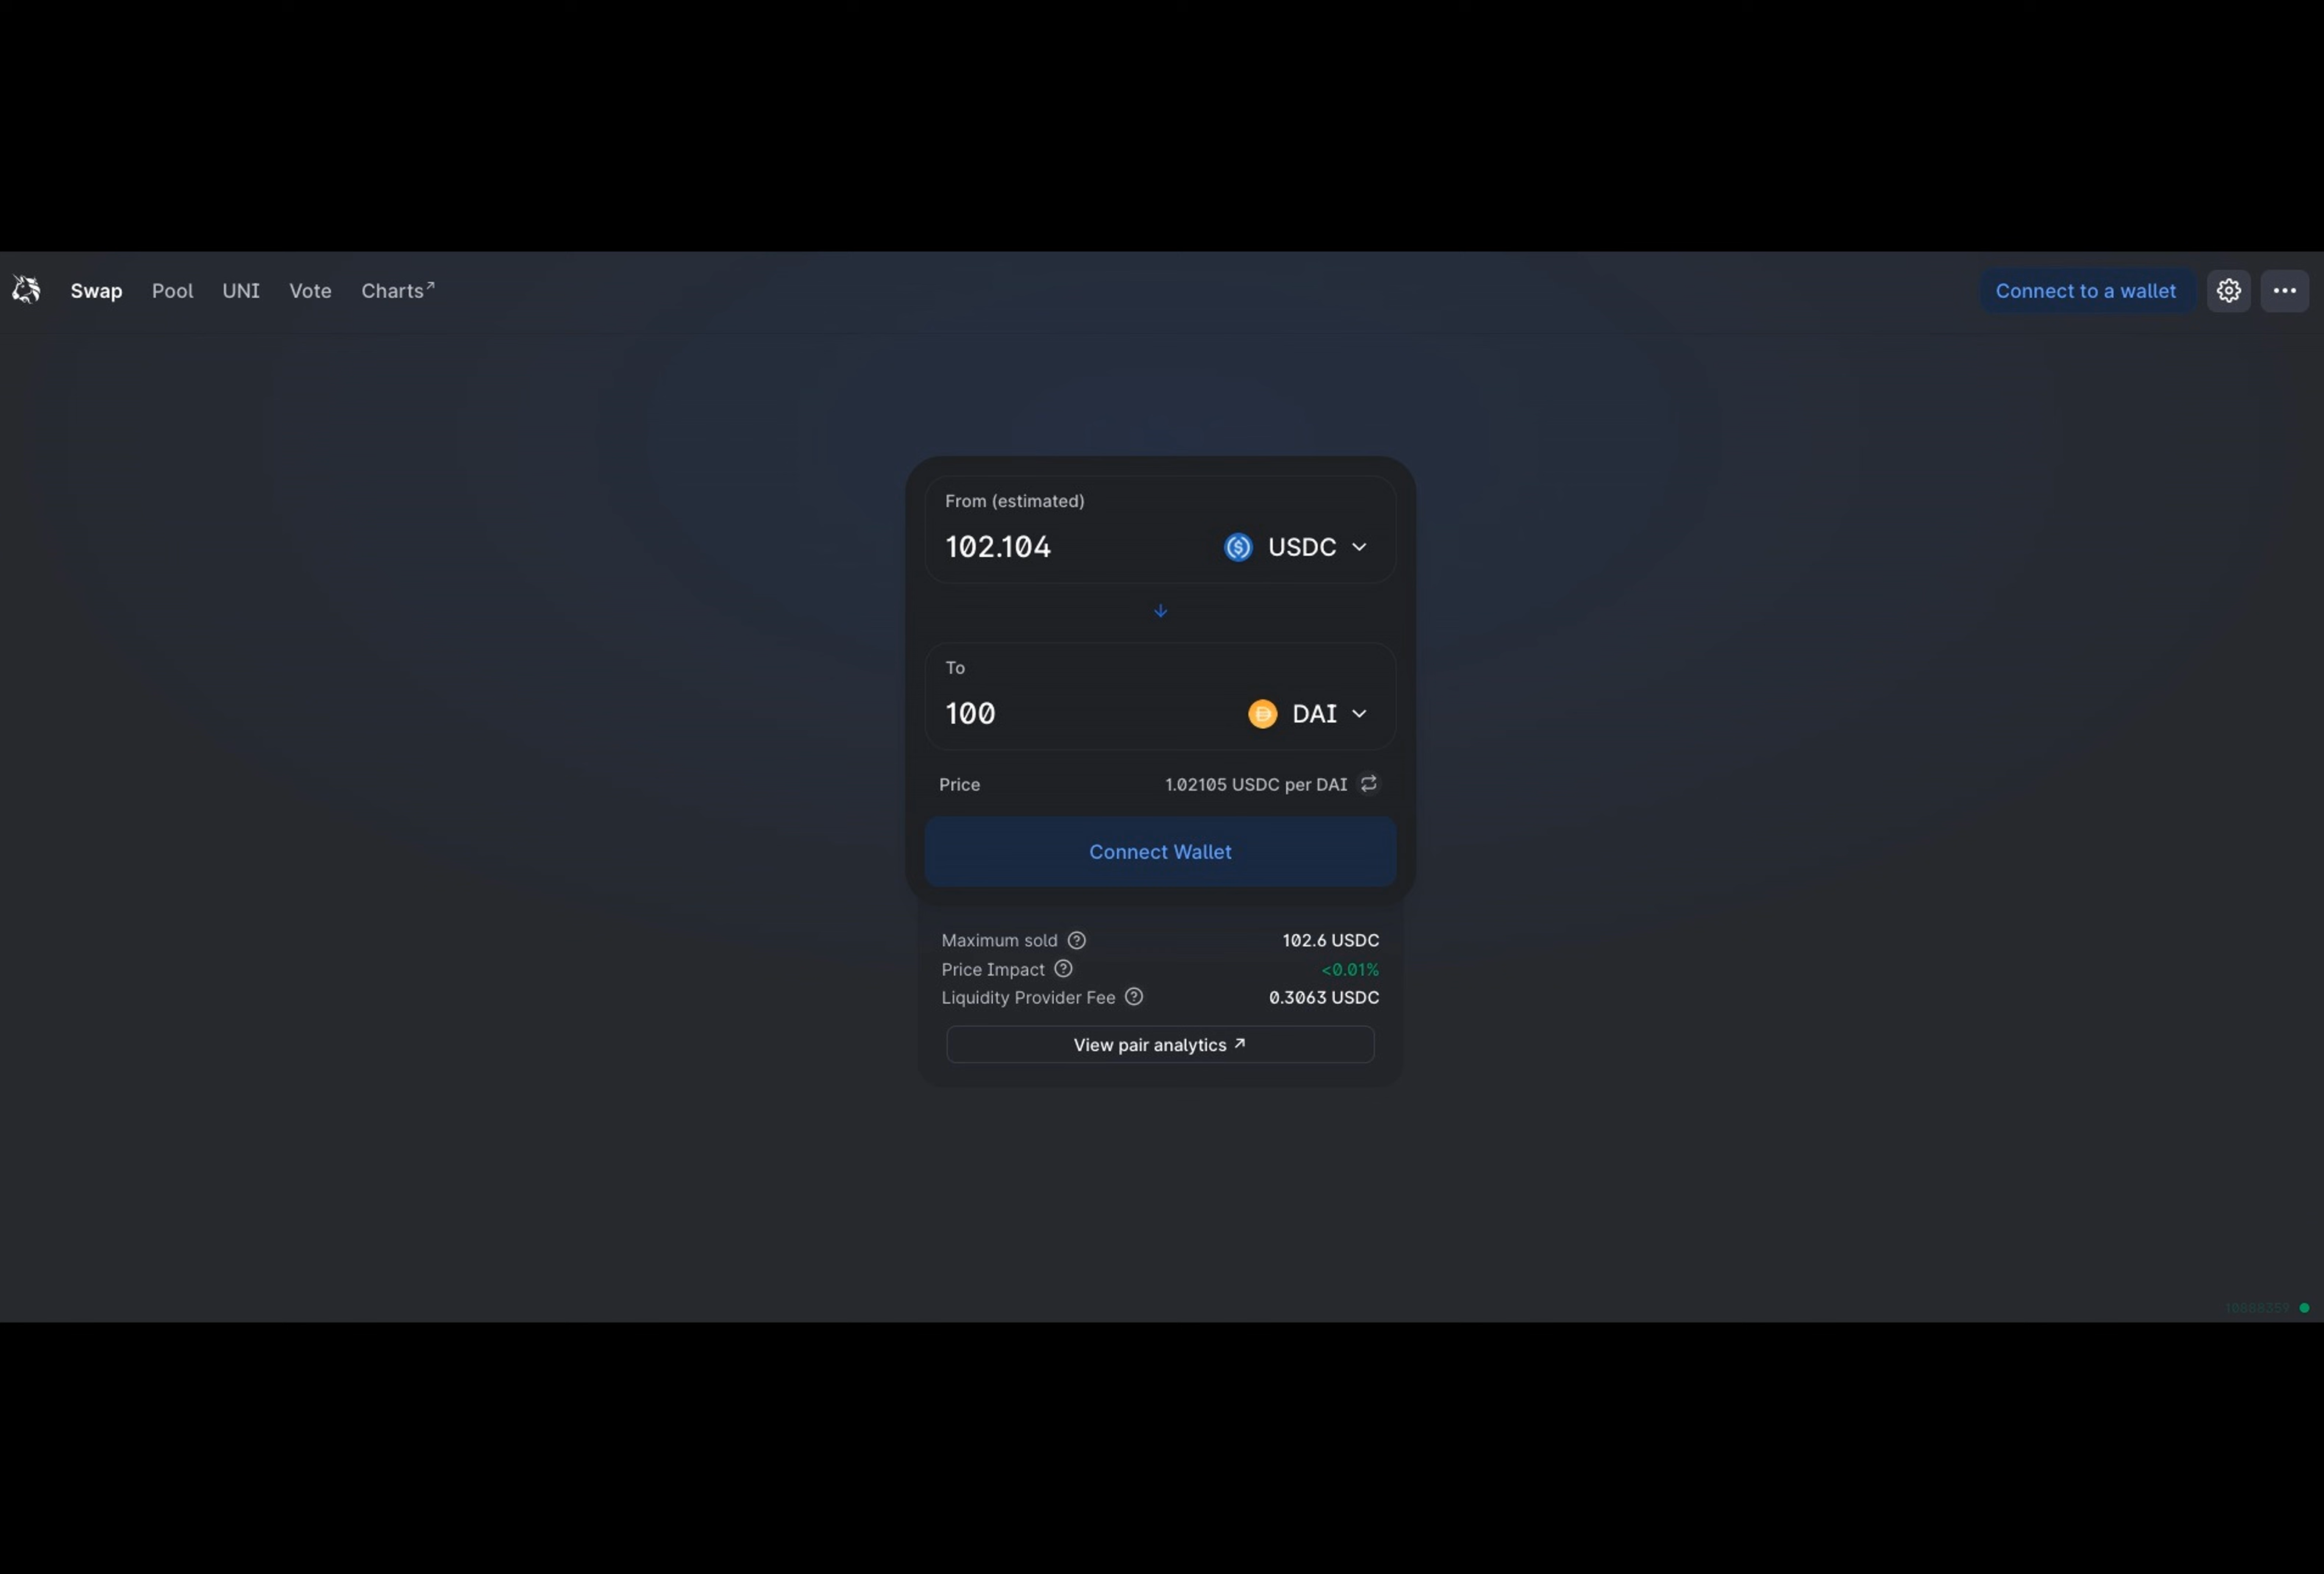 Swap Pool UNI Vote Charts↗ Connect to a wallet
From (estimated)
102.104 USDC
To
100 DAI
Price 1.02105 USDC per DAI
Connect Wallet
Maximum sold 102.6 USDC
Price Impact <0.01%
Liquidity Provider Fee 0.3063 USDC
View pair analytics ↗
10888359